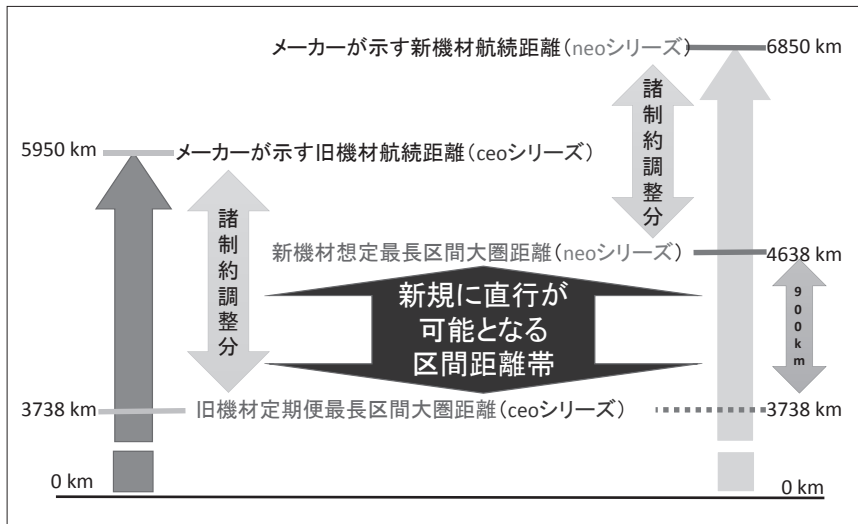 メーカーが示す新機材航続距離（neoシリーズ）
6850 km
諸制約調整分
5950 km
メーカーが示す旧機材航続距離（ceoシリーズ）
諸制約調整分
新機材想定最長区間大圏距離（neoシリーズ）
4638 km
新規に直行が
可能となる
区間距離帯
900km
3738 km
旧機材定期便最長区間大圏距離（ceoシリーズ）
3738 km
0 km
0 km